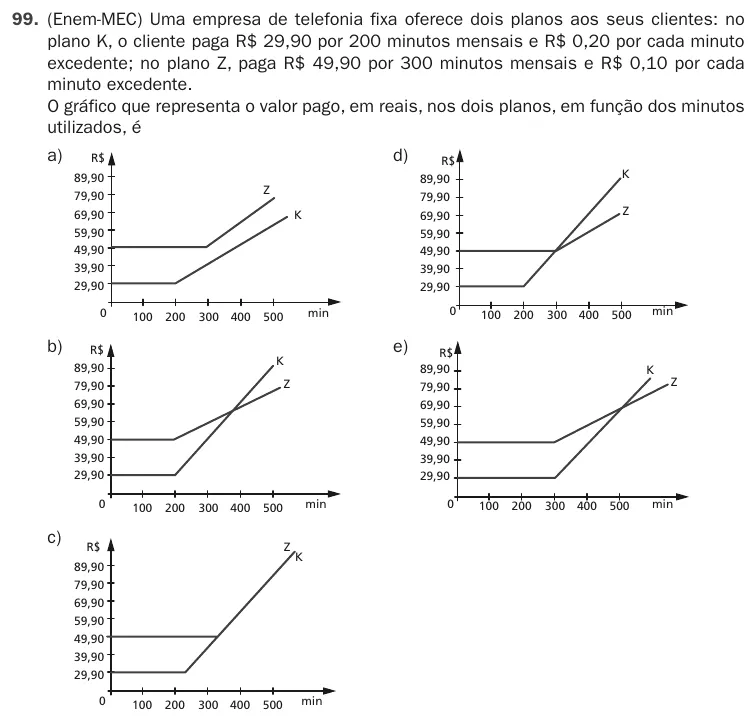 99. (Enem-MEC) Uma empresa de telefonia fixa oferece dois planos aos seus clientes: no
plano K, o cliente paga R$ 29,90 por 200 minutos mensais e R$ 0,20 por cada minuto
excedente; no plano Z, paga R$ 49,90 por 300 minutos mensais e R$ 0,10 por cada
minuto excedente.
O gráfico que representa o valor pago, em reais, nos dois planos, em função dos minutos
utilizados, é
a)
R$
89,90
79,90
69,90
59,90
49,90
39,90
29,90
0
100 200 300 400 500 min
Z
K
b)
R$
89,90
79,90
69,90
59,90
49,90
39,90
29,90
0
100 200 300 400 500 min
K
Z
c)
R$
89,90
79,90
69,90
59,90
49,90
39,90
29,90
0
100 200 300 400 500 min
Z
K
d)
R$
89,90
79,90
69,90
59,90
49,90
39,90
29,90
0
100 200 300 400 500 min
K
Z
e)
R$
89,90
79,90
69,90
59,90
49,90
39,90
29,90
0
100 200 300 400 500 min
K
Z